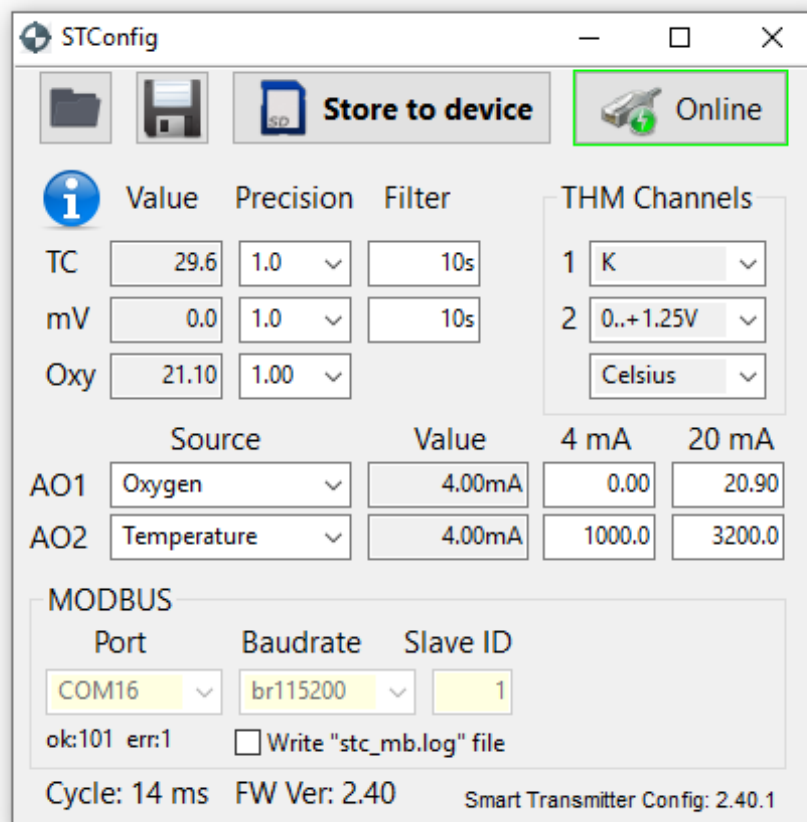 STConfig
SD Store to device Online
i Value Precision Filter THM Channels
TC 29.6 1.0 10s 1 K
mV 0.0 1.0 10s 2 0..+1.25V
Oxy 21.10 1.00 Celsius
Source Value 4 mA 20 mA
AO1 Oxygen 4.00mA 0.00 20.90
AO2 Temperature 4.00mA 1000.0 3200.0
MODBUS
Port Baudrate Slave ID
COM16 br115200 1
ok:101 err:1 Write "stc_mb.log" file
Cycle: 14 ms FW Ver: 2.40 Smart Transmitter Config: 2.40.1